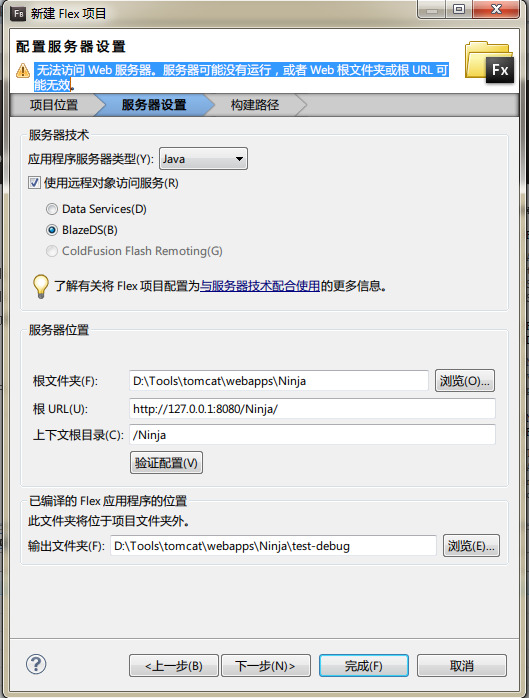 Fb 新建 Flex 项目
配置服务器设置
无法访问 Web 服务器。服务器可能没有运行，或者 Web 根文件夹或根 URL 可
能无效。
Fx
项目位置 服务器设置 构建路径
服务器技术
应用程序服务器类型(Y): Java
使用远程对象访问服务(R)
Data Services(D)
BlazeDS(B)
ColdFusion Flash Remoting(G)
了解有关将 Flex 项目配置为与服务器技术配合使用的更多信息。
服务器位置
根文件夹(F): D:\Tools\tomcat\webapps\Ninja 浏览(O)...
根 URL(U): http://127.0.0.1:8080/Ninja/
上下文根目录(C): /Ninja
验证配置(V)
已编译的 Flex 应用程序的位置
此文件夹将位于项目文件夹外。
输出文件夹(F): D:\Tools\tomcat\webapps\Ninja\test-debug 浏览(E)...
? <上一步(B) 下一步(N)> 完成(F) 取消